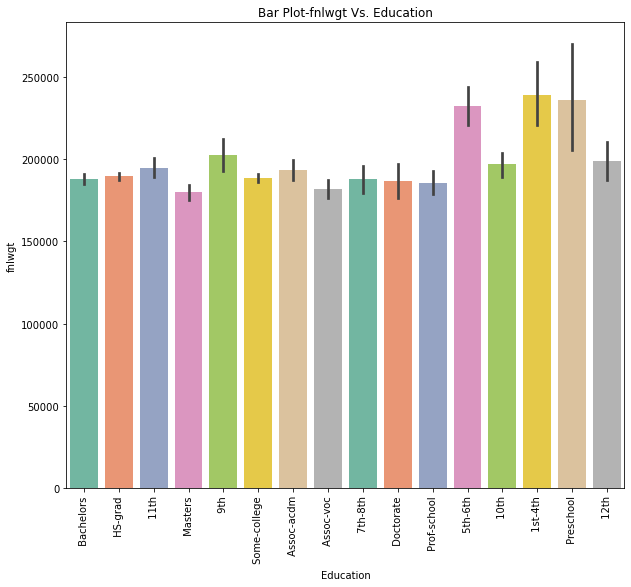 Bar Plot-fnlwgt Vs. Education
250000
200000
150000
100000
50000
0
fnlwgt
Bachelors
HS-grad
11th
Masters
9th
Some-college
Assoc-acdm
Assoc-voc
7th-8th
Doctorate
Prof-school
5th-6th
10th
1st-4th
Preschool
12th
Education